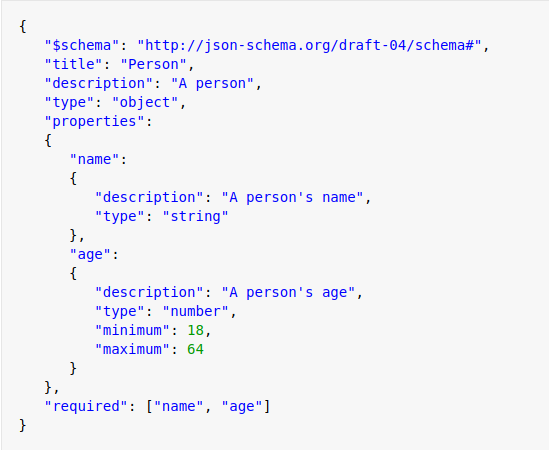 {
   "$schema": "http://json-schema.org/draft-04/schema#",
   "title": "Person",
   "description": "A person",
   "type": "object",
   "properties":
   {
      "name":
      {
         "description": "A person's name",
         "type": "string"
      },
      "age":
      {
         "description": "A person's age",
         "type": "number",
         "minimum": 18,
         "maximum": 64
      }
   },
   "required": ["name", "age"]
}